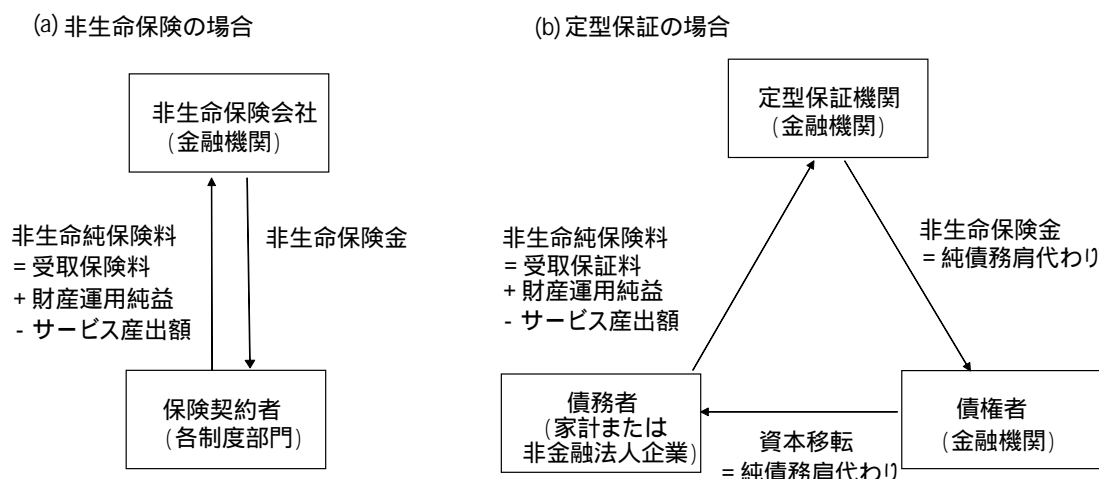 (a) 非生命保険の場合
非生命保険会社
(金融機関)
非生命純保険料
= 受取保険料
+ 財産運用純益
- サービス産出額
非生命保険金
保険契約者
(各制度部門)
(b) 定型保証の場合
定型保証機関
(金融機関)
非生命純保険料
= 受取保証料
+ 財産運用純益
- サービス産出額
非生命保険金
= 純債務肩代わり
債務者
(家計または
非金融法人企業)
資本移転
= 純債務肩代わり
債権者
(金融機関)